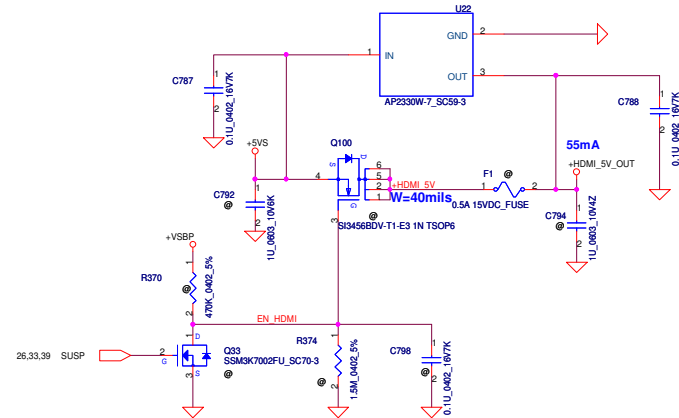 U22
1
IN
GND
2
OUT
3
AP2330W-7_SC59-3
C787
1
2
0.1U_0402_16V7K
C788
1
2
0.1U_0402_16V7K
+5VS
Q100
S
D
G
4
6
5
2
1
3
+HDMI_5V
W=40mils
SI3456BDV-T1-E3 1N TSOP6
@
F1
@
1
2
0.5A 15VDC_FUSE
55mA
+HDMI_5V_OUT
C792
@
1
2
1U_0603_10V6K
C794
@
1
2
1U_0603_10V4Z
+VSBP
R370
1
2
@
470K_0402_5%
EN_HDMI
26,33,39 SUSP
2
G
1
D
3
S
Q33
SSM3K7002FU_SC70-3
@
R374
1
2
@
1.5M_0402_5%
C798
1
2
0.1U_0402_16V7K